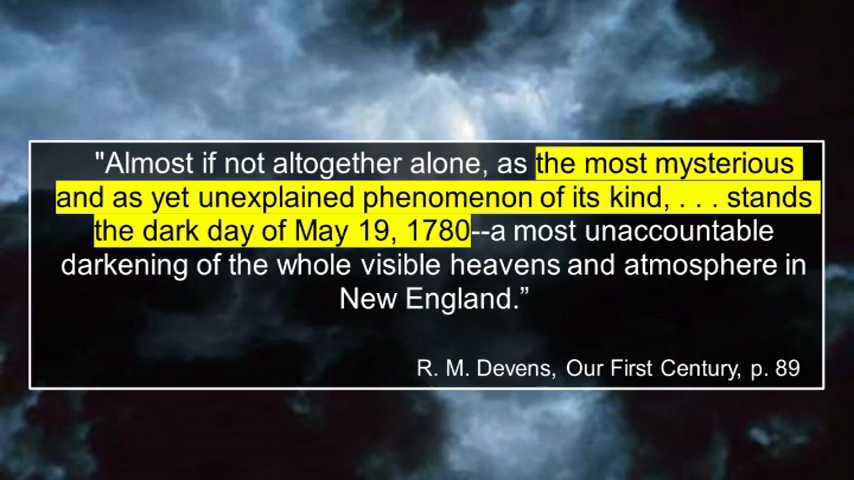 "Almost if not altogether alone, as the most mysterious
and as yet unexplained phenomenon of its kind, . . . stands
the dark day of May 19, 1780--a most unaccountable
darkening of the whole visible heavens and atmosphere in
New England.”
R. M. Devens, Our First Century, p. 89